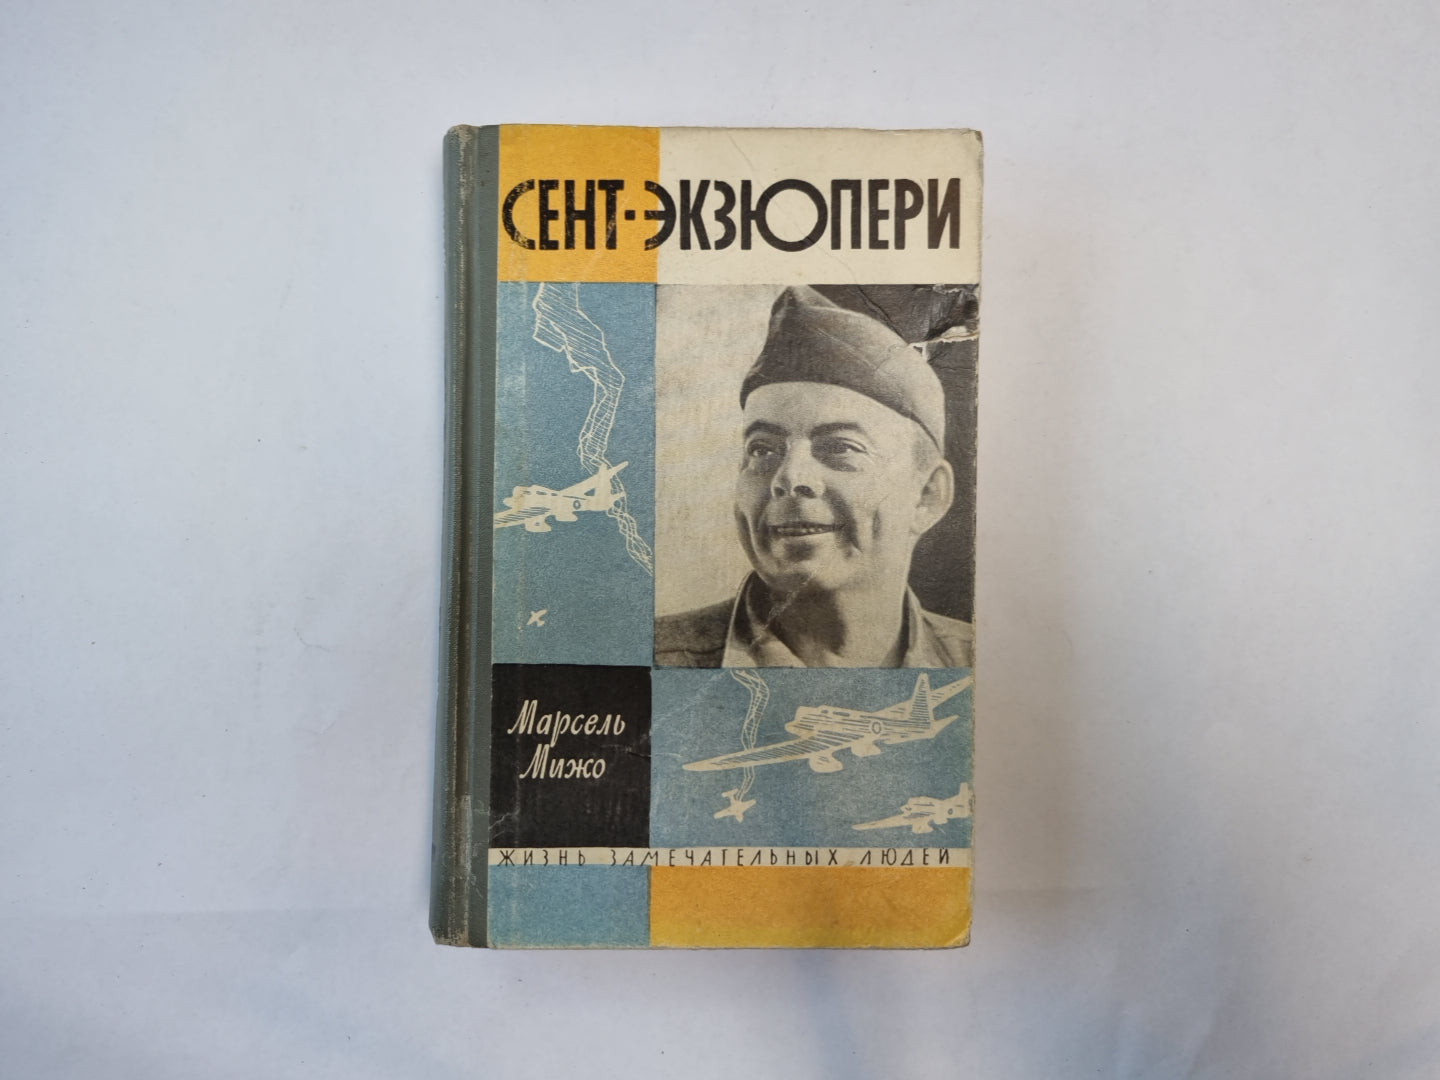 СЕНТ-ЭКЗЮПЕРИ
Марсель
Мижо
ЖИЗНЬ ЗАМЕЧАТЕЛЬНЫХ ЛЮДЕЙ